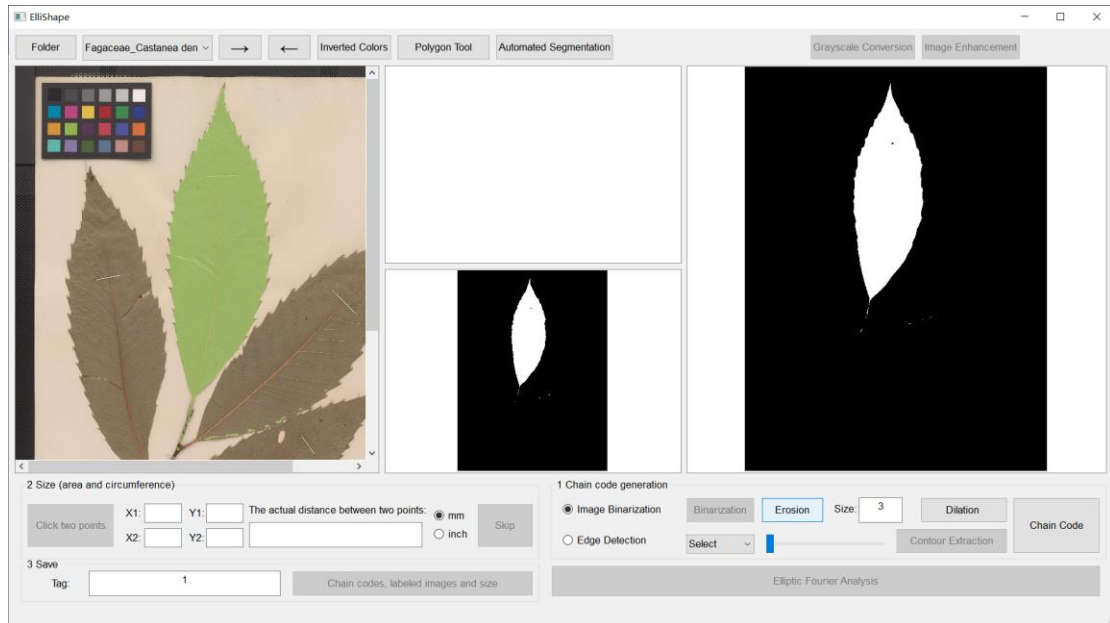 ElliShape
Folder Fagaceae_Castanea den → ← Inverted Colors Polygon Tool Automated Segmentation Grayscale Conversion Image Enhancement
2 Size (area and circumference)
Click two points X1: Y1: The actual distance between two points: mm Skip
X2: Y2: inch
1 Chain code generation
Image Binarization Binarization Erosion Size: 3 Dilation Chain Code
Edge Detection Select Contour Extraction
3 Save
Tag: 1 Chain codes, labeled images and size
Elliptic Fourier Analysis